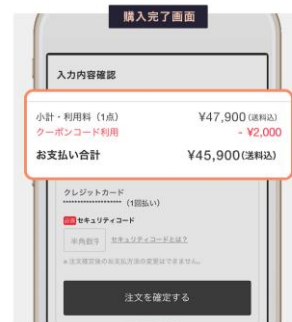 購入完了画面
入力内容確認
小計・利用料（1点） ¥47,900（送料込）
クーポンコード利用 - ¥2,000
お支払い合計 ¥45,900（送料込）
クレジットカード
******************* （1回払い）
必須 セキュリティコード
半角数字 セキュリティコードとは？
※注文確定後のお支払方法の変更はできません。
注文を確定する